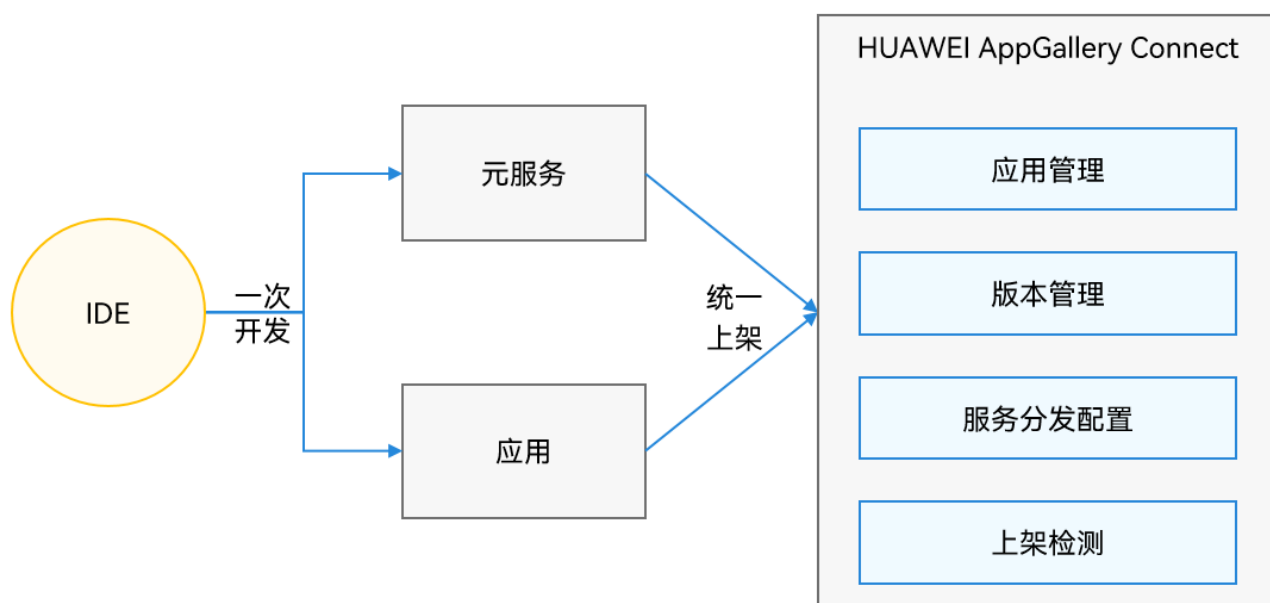 HUAWEI AppGallery Connect
元服务
应用管理
IDE
一次
开发
统一
上架
版本管理
应用
服务分发配置
上架检测